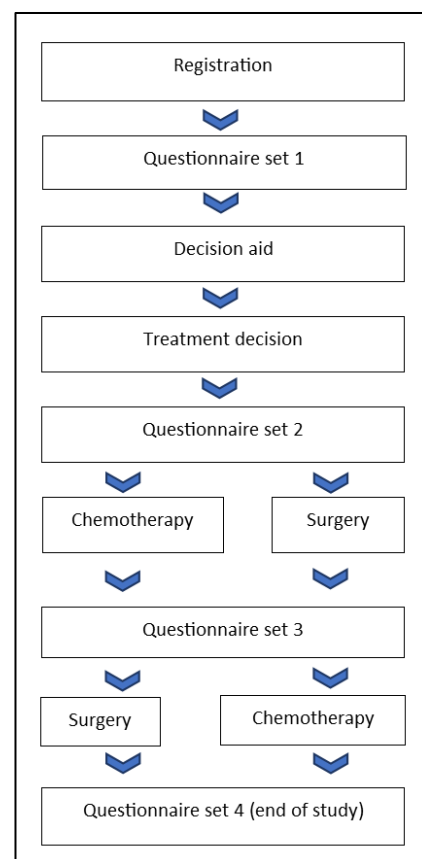 Registration
Questionnaire set 1
Decision aid
Treatment decision
Questionnaire set 2
Chemotherapy
Surgery
Questionnaire set 3
Surgery
Chemotherapy
Questionnaire set 4 (end of study)